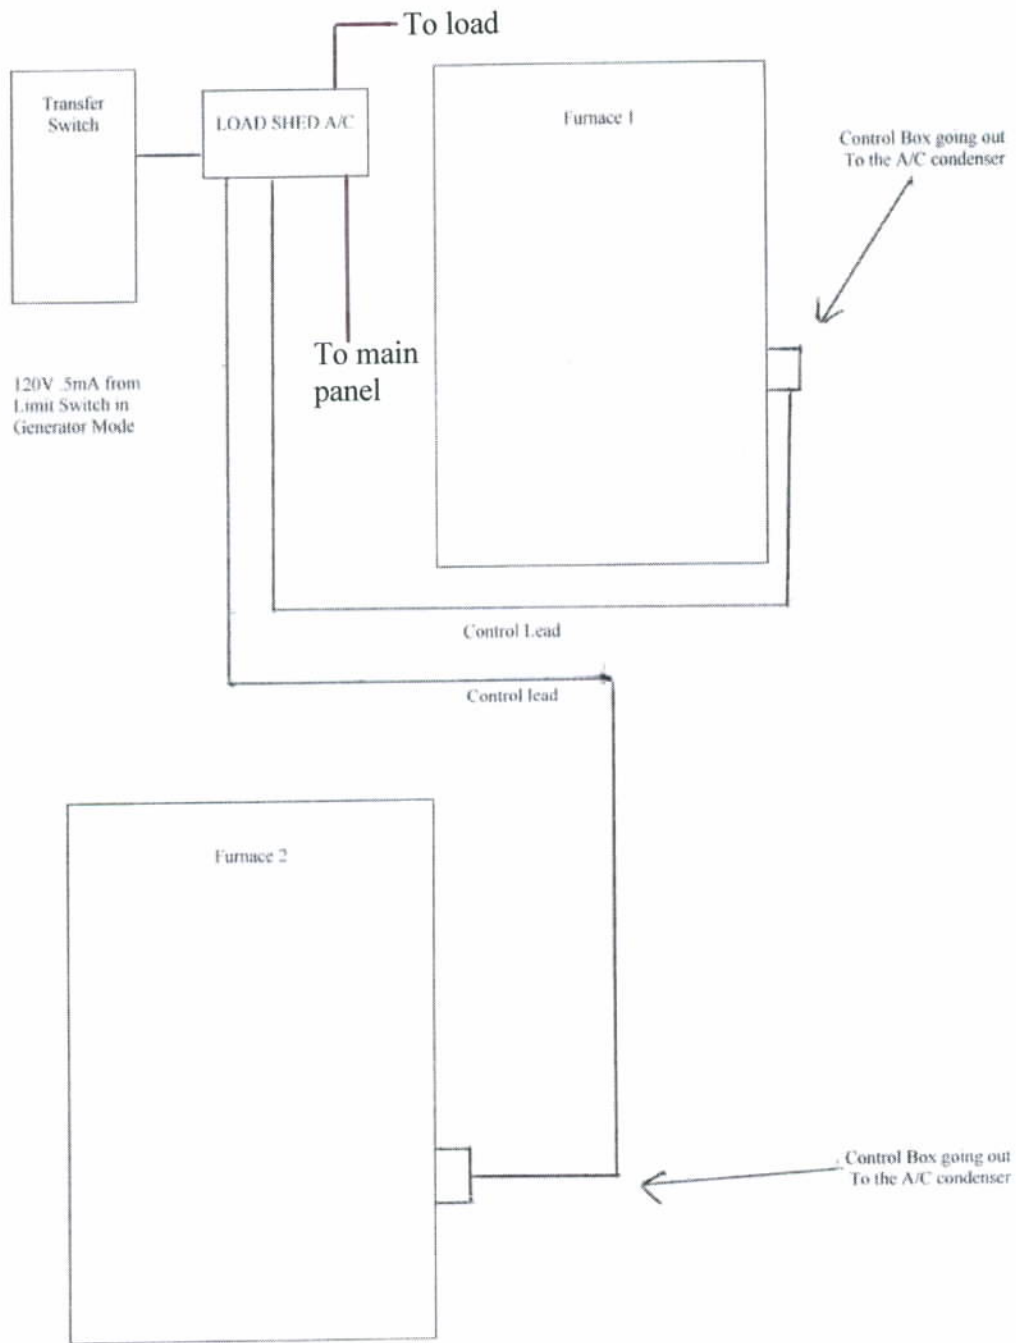 To load
Transfer
Switch
LOAD SHED A/C
Furnace 1
Control Box going out
To the A/C condenser
To main
panel
120V .5mA from
Limit Switch in
Generator Mode
Control Lead
Control lead
Furnace 2
Control Box going out
To the A/C condenser